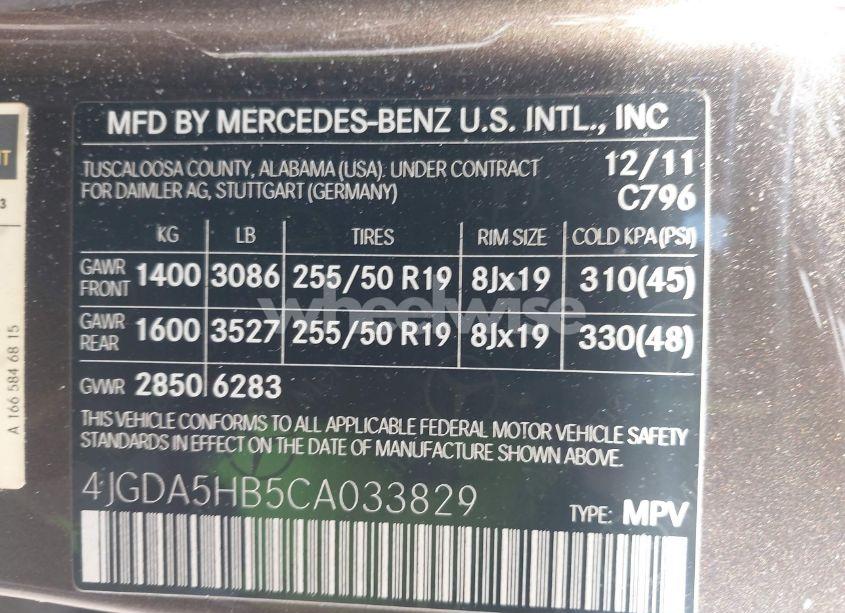 MFD BY MERCEDES-BENZ U.S. INTL., INC
TUSCALOOSA COUNTY, ALABAMA (USA). UNDER CONTRACT 12/11
FOR DAIMLER AG, STUTTGART (GERMANY) C796
KG LB TIRES RIM SIZE COLD KPA(PSI)
GAWR FRONT 1400 3086 255/50 R19 8Jx19 310(45)
wheelwise
GAWR REAR 1600 3527 255/50 R19 8Jx19 330(48)
GVWR 2850 6283
THIS VEHICLE CONFORMS TO ALL APPLICABLE FEDERAL MOTOR VEHICLE SAFETY
STANDARDS IN EFFECT ON THE DATE OF MANUFACTURE SHOWN ABOVE.
4JGDA5HB5CA033829
TYPE: MPV
A 166 584 68 15
3